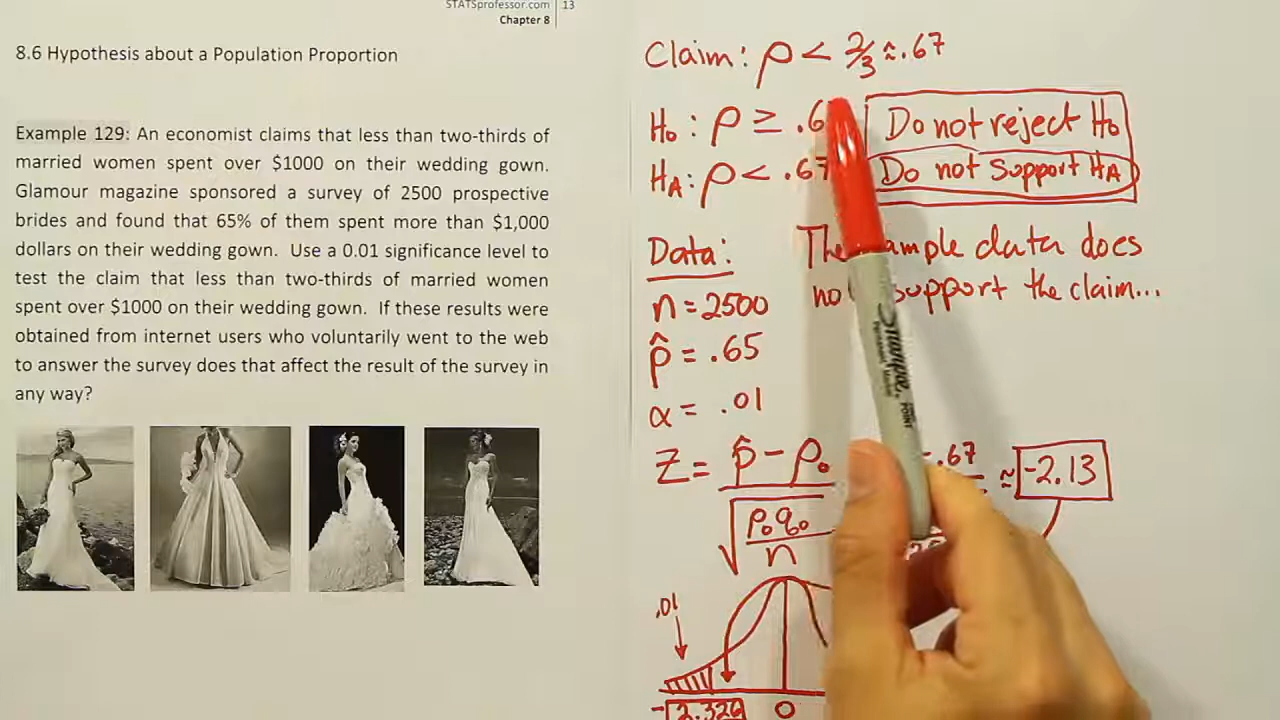 STATSprofessor.com | 13
Chapter 8
8.6 Hypothesis about a Population Proportion
Example 129: An economist claims that less than two-thirds of
married women spent over $1000 on their wedding gown.
Glamour magazine sponsored a survey of 2500 prospective
brides and found that 65% of them spent more than $1,000
dollars on their wedding gown. Use a 0.01 significance level to
test the claim that less than two-thirds of married women
spent over $1000 on their wedding gown. If these results were
obtained from internet users who voluntarily went to the web
to answer the survey does that affect the result of the survey in
any way?
Claim: ρ < 2/3 ≈ .67
H₀: ρ ≥ .6
Do not reject H₀
H_A: ρ < .67
Do not Support H_A
Data:
sample data does
support the claim...
n = 2500
p̂ = .65
α = .01
Z = p̂ - ρ₀
-.67
≈ -2.13
√ρ₀q₀
n
.01
-2.326
0